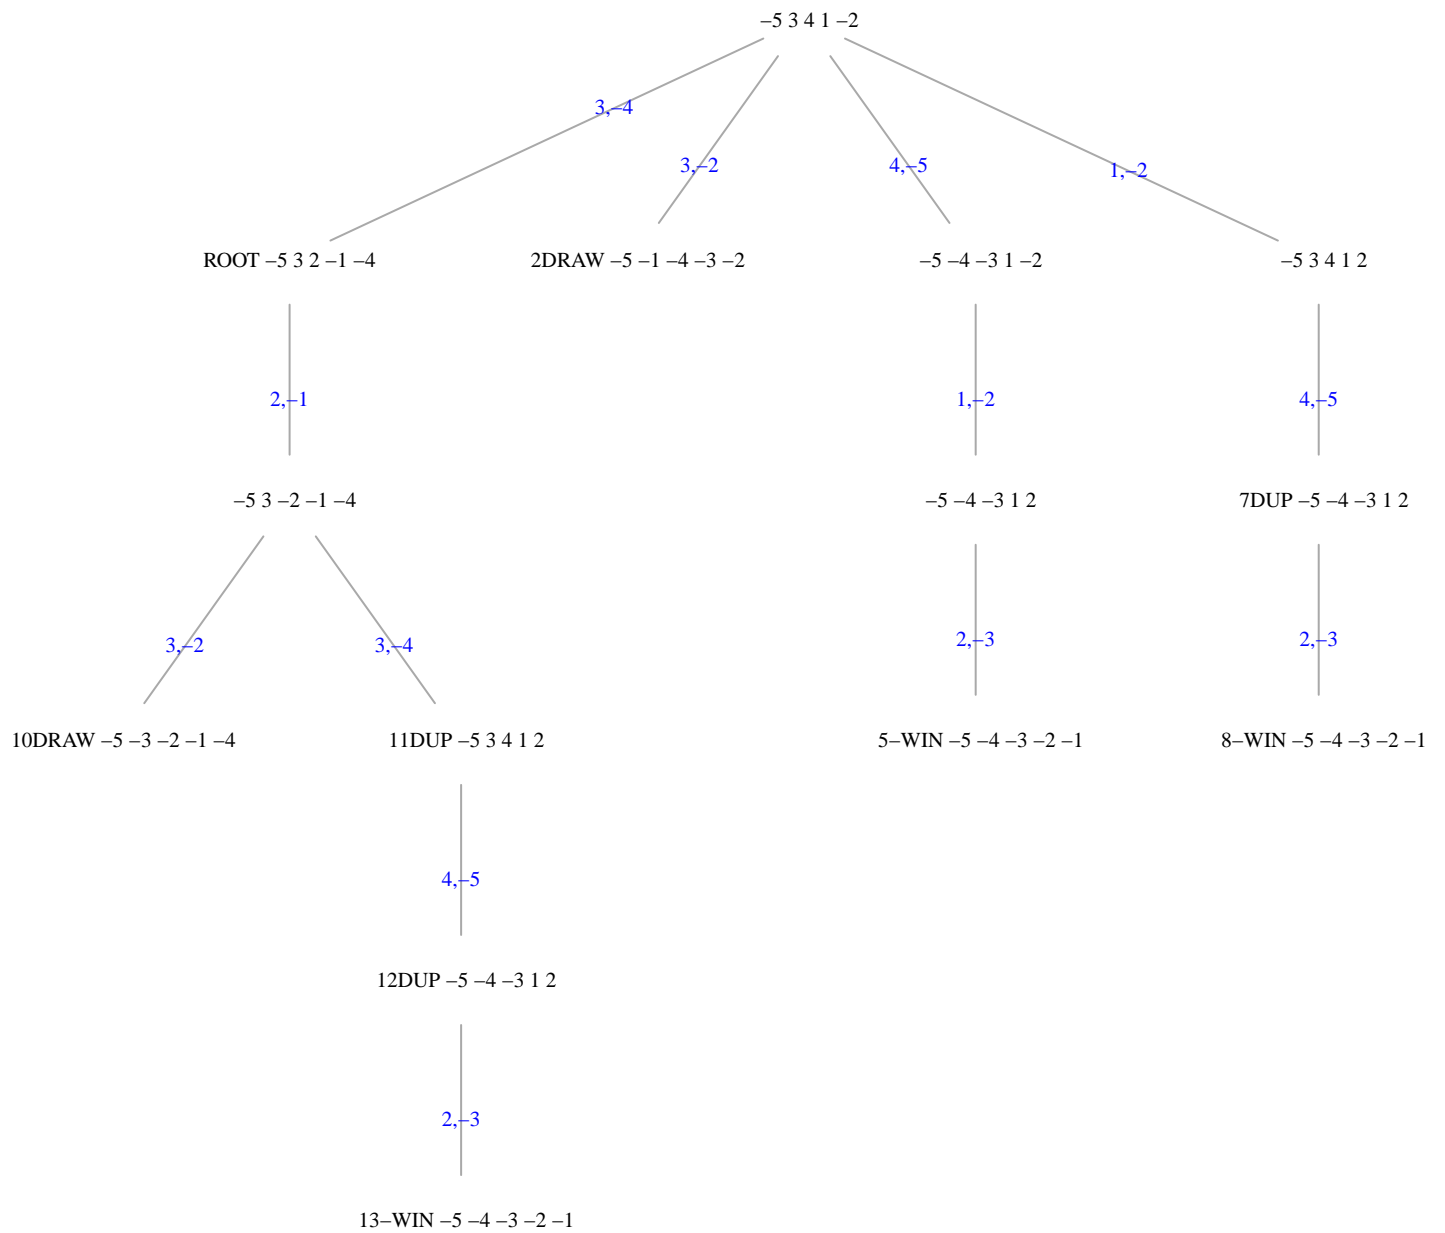 –5 3 4 1 –2
3,–4
3,–2
4,–5
1,–2
ROOT –5 3 2 –1 –4
2DRAW –5 –1 –4 –3 –2
–5 –4 –3 1 –2
–5 3 4 1 2
2,–1
1,–2
4,–5
–5 3 –2 –1 –4
–5 –4 –3 1 2
7DUP –5 –4 –3 1 2
3,–2
3,–4
2,–3
2,–3
10DRAW –5 –3 –2 –1 –4
11DUP –5 3 4 1 2
5–WIN –5 –4 –3 –2 –1
8–WIN –5 –4 –3 –2 –1
4,–5
12DUP –5 –4 –3 1 2
2,–3
13–WIN –5 –4 –3 –2 –1